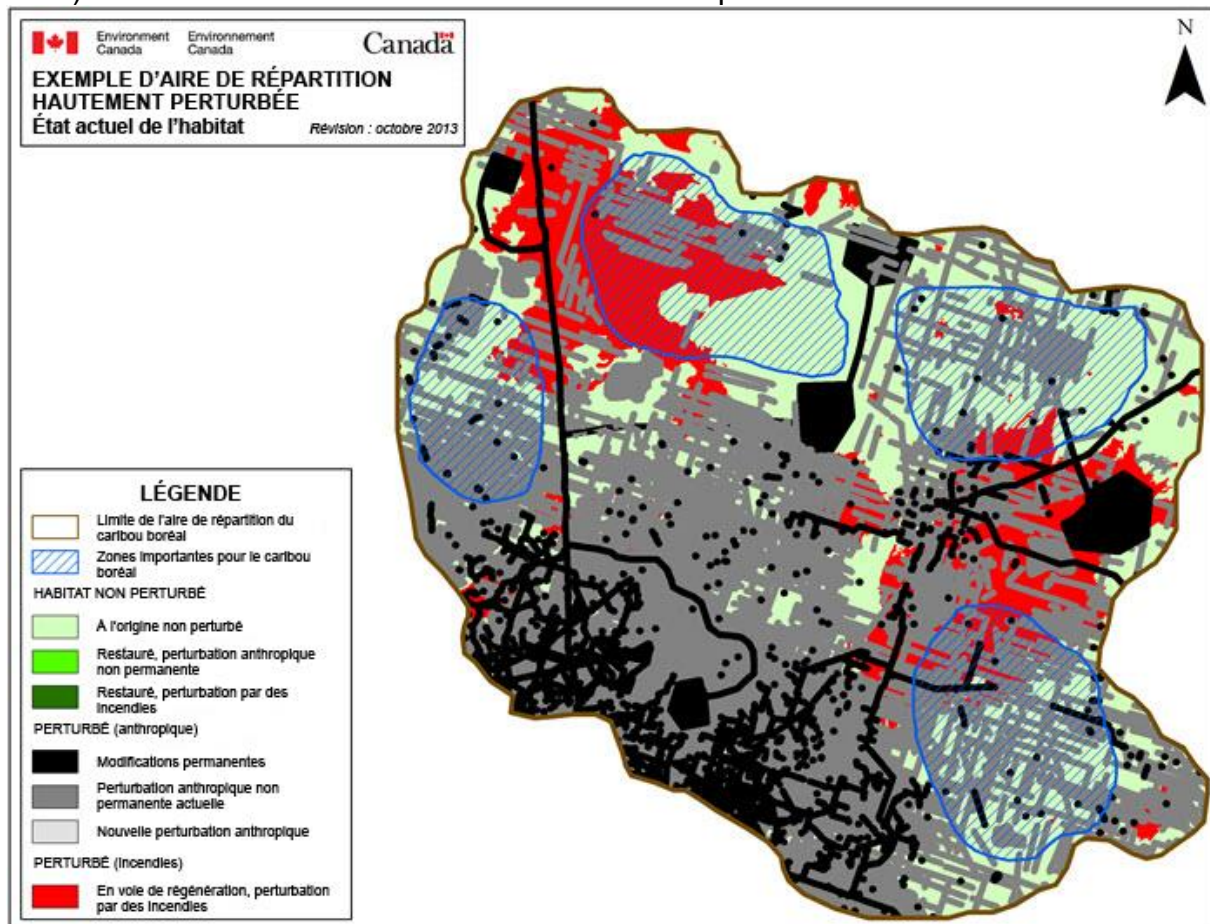 Environment Environnement
Canada Canada
Canada
EXEMPLE D'AIRE DE RÉPARTITION
HAUTEMENT PERTURBÉE
État actuel de l'habitat Révision : octobre 2013
N
LÉGENDE
Limite de l'aire de répartition du
caribou boréal
Zones importantes pour le caribou
boréal
HABITAT NON PERTURBÉ
À l'origine non perturbé
Restauré, perturbation anthropique
non permanente
Restauré, perturbation par des
incendies
PERTURBÉ (anthropique)
Modifications permanentes
Perturbation anthropique non
permanente actuelle
Nouvelle perturbation anthropique
PERTURBÉ (Incendies)
En voie de régénération, perturbation
par des incendies